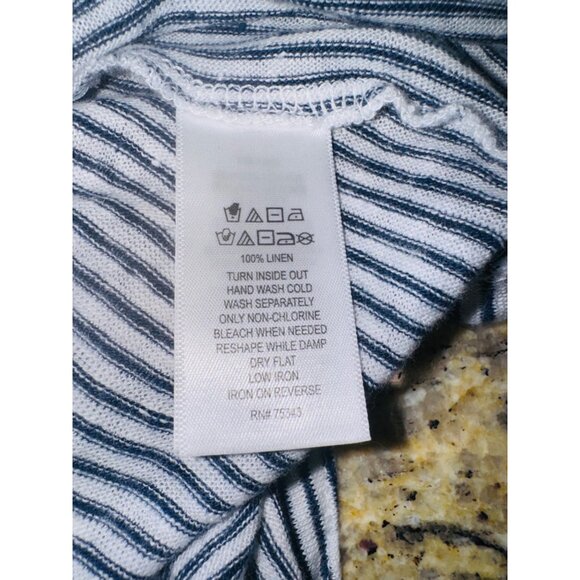 100% LINEN
TURN INSIDE OUT
HAND WASH COLD
WASH SEPARATELY
ONLY NON-CHLORINE
BLEACH WHEN NEEDED
RESHAPE WHILE DAMP
DRY FLAT
LOW IRON
IRON ON REVERSE
RN# 75343